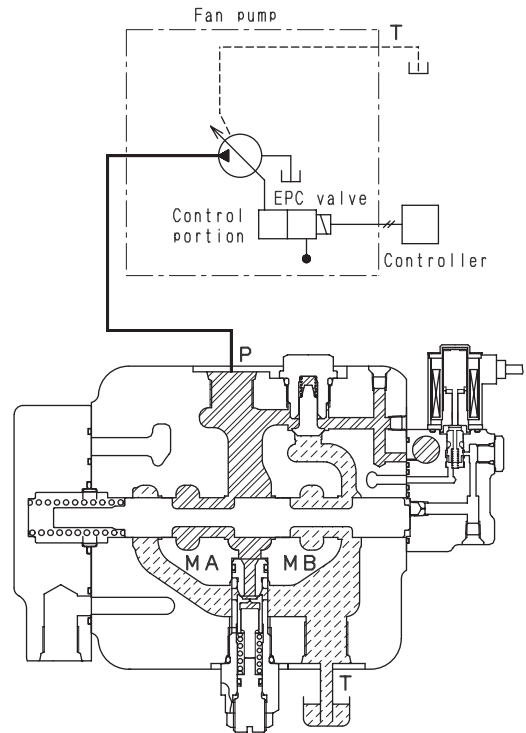 Fan pump
T
EPC valve
Control
portion
Controller
P
MA
MB
T